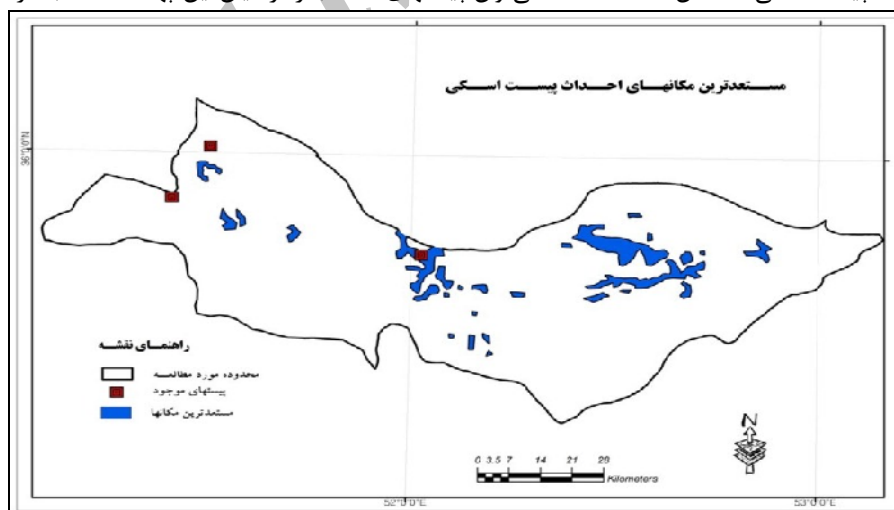 مستعدترین مکانهای احداث پیست اسکی
36°0'0"N
راهنمای نقشه
محدوده مورد مطالعه
پیستهای موجود
مستعدترین مکانها
N
0 3.5 7 14 21 28
Kilometers
52°0'0"E
53°0'0"E